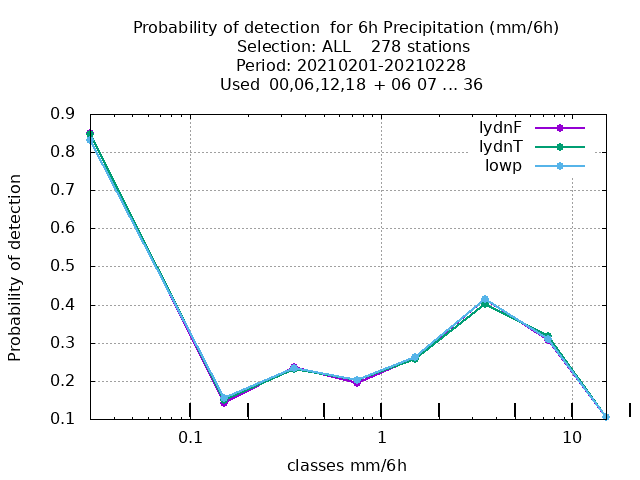 Probability of detection for 6h Precipitation (mm/6h)
Selection: ALL 278 stations
Period: 20210201-20210228
Used 00,06,12,18 + 06 07 ... 36
0.9
0.8
0.7
0.6
0.5
0.4
0.3
0.2
0.1
Probability of detection
lydnF
lydnT
lowp
0.1
1
10
classes mm/6h